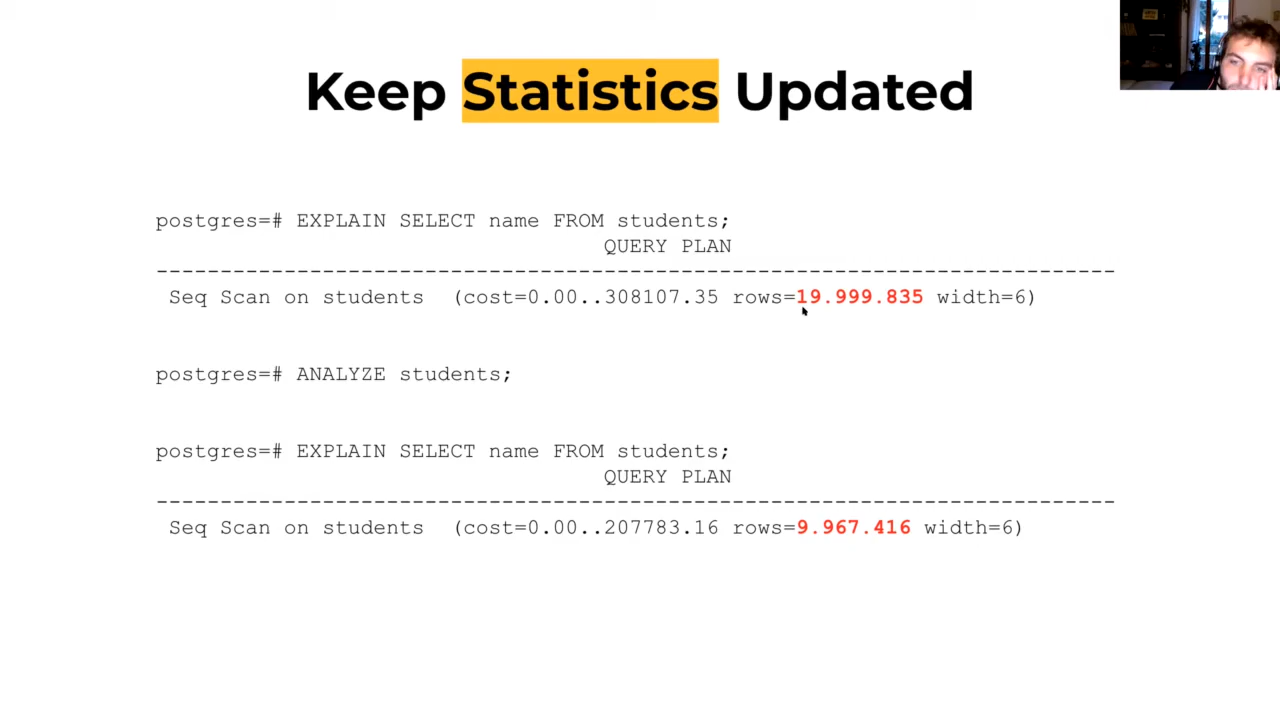 Keep Statistics Updated
postgres=# EXPLAIN SELECT name FROM students;
QUERY PLAN
---------------------------------------------------------------------------
Seq Scan on students  (cost=0.00..308107.35 rows=19.999.835 width=6)
postgres=# ANALYZE students;
postgres=# EXPLAIN SELECT name FROM students;
QUERY PLAN
---------------------------------------------------------------------------
Seq Scan on students  (cost=0.00..207783.16 rows=9.967.416 width=6)